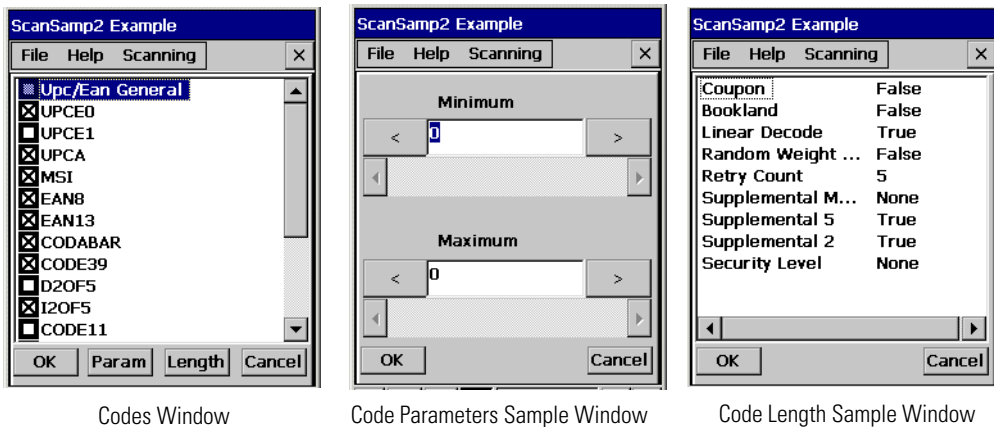 ScanSamp2 Example
File Help Scanning
Upc/Ean General
UPCE0
UPCE1
UPCA
MSI
EAN8
EAN13
CODABAR
CODE39
D2OF5
I2OF5
CODE11
OK Param Length Cancel
Codes Window
ScanSamp2 Example
File Help Scanning
Minimum
< 0 >
Maximum
< 0 >
OK Cancel
Code Parameters Sample Window
ScanSamp2 Example
File Help Scanning
Coupon False
Bookland False
Linear Decode True
Random Weight ... False
Retry Count 5
Supplemental M... None
Supplemental 5 True
Supplemental 2 True
Security Level None
OK Cancel
Code Length Sample Window